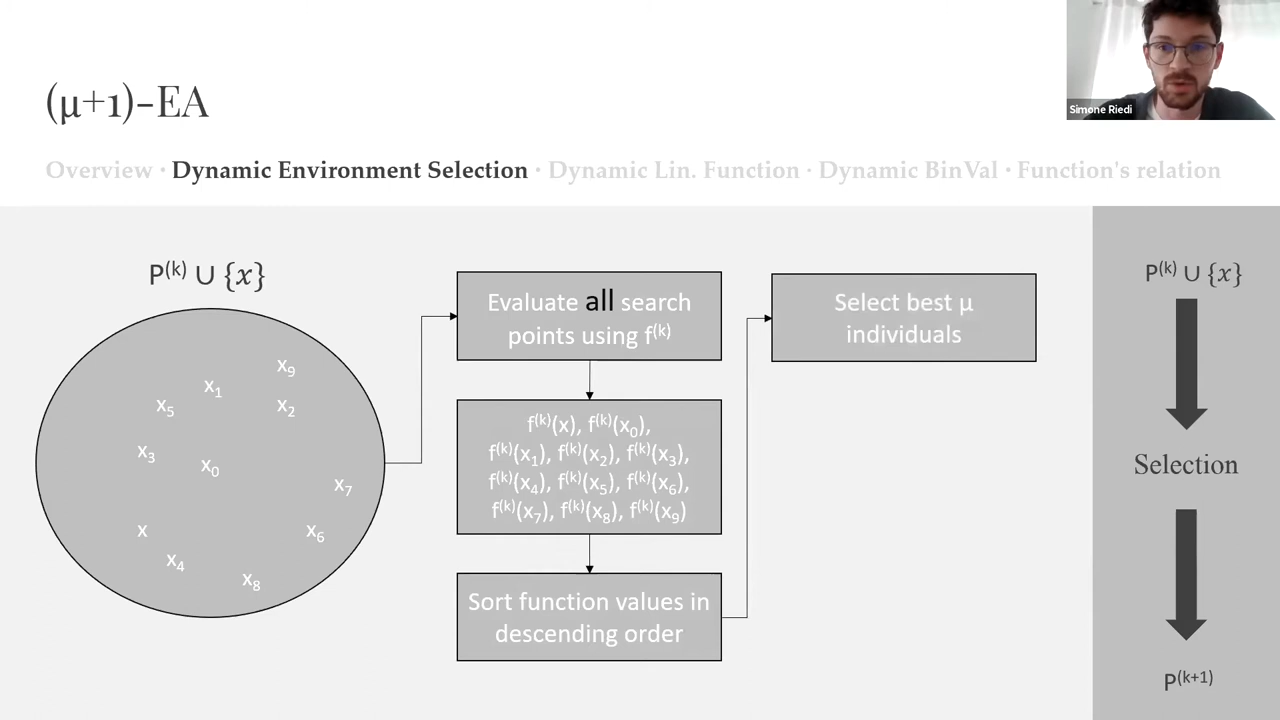 Simone Riedi
(μ+1)-EA
Overview · Dynamic Environment Selection · Dynamic Lin. Function · Dynamic BinVal · Function's relation
P⁽ᵏ⁾ ∪ {x}
x₉
x₁
x₅
x₂
x₃
x₀
x₇
x
x₆
x₄
x₈
Evaluate all search
points using f⁽ᵏ⁾
f⁽ᵏ⁾(x), f⁽ᵏ⁾(x₀),
f⁽ᵏ⁾(x₁), f⁽ᵏ⁾(x₂), f⁽ᵏ⁾(x₃),
f⁽ᵏ⁾(x₄), f⁽ᵏ⁾(x₅), f⁽ᵏ⁾(x₆),
f⁽ᵏ⁾(x₇), f⁽ᵏ⁾(x₈), f⁽ᵏ⁾(x₉)
Sort function values in
descending order
Select best μ
individuals
P⁽ᵏ⁾ ∪ {x}
Selection
P⁽ᵏ⁺¹⁾